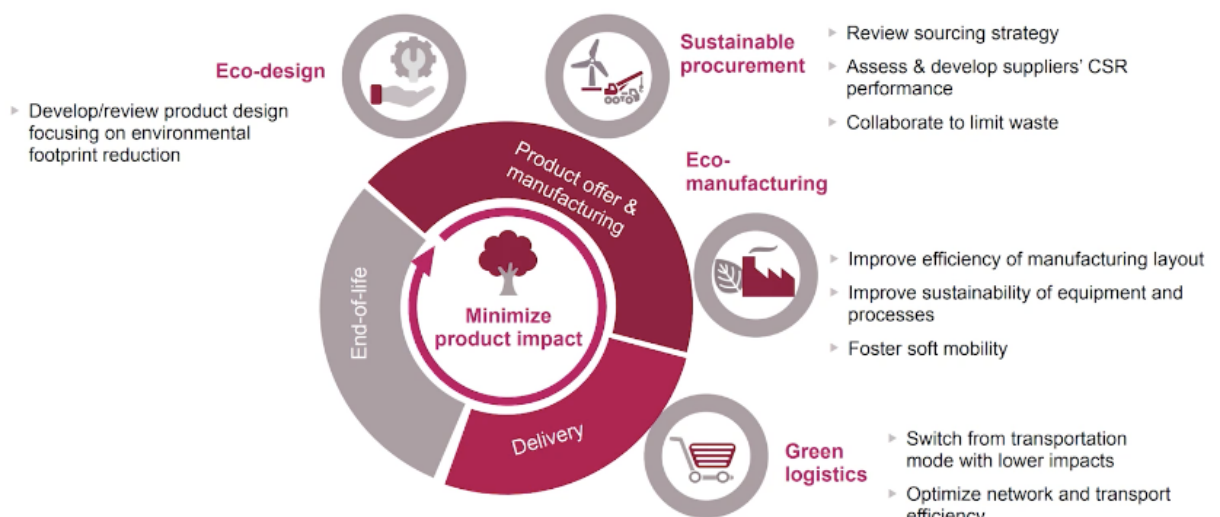 Eco-design
Develop/review product design
focusing on environmental
footprint reduction
Sustainable
procurement
Review sourcing strategy
Assess & develop suppliers' CSR
performance
Collaborate to limit waste
Eco-
manufacturing
Improve efficiency of manufacturing layout
Improve sustainability of equipment and
processes
Foster soft mobility
Product offer &
manufacturing
End-of-life
Minimize
product impact
Delivery
Green
logistics
Switch from transportation
mode with lower impacts
Optimize network and transport
efficiency